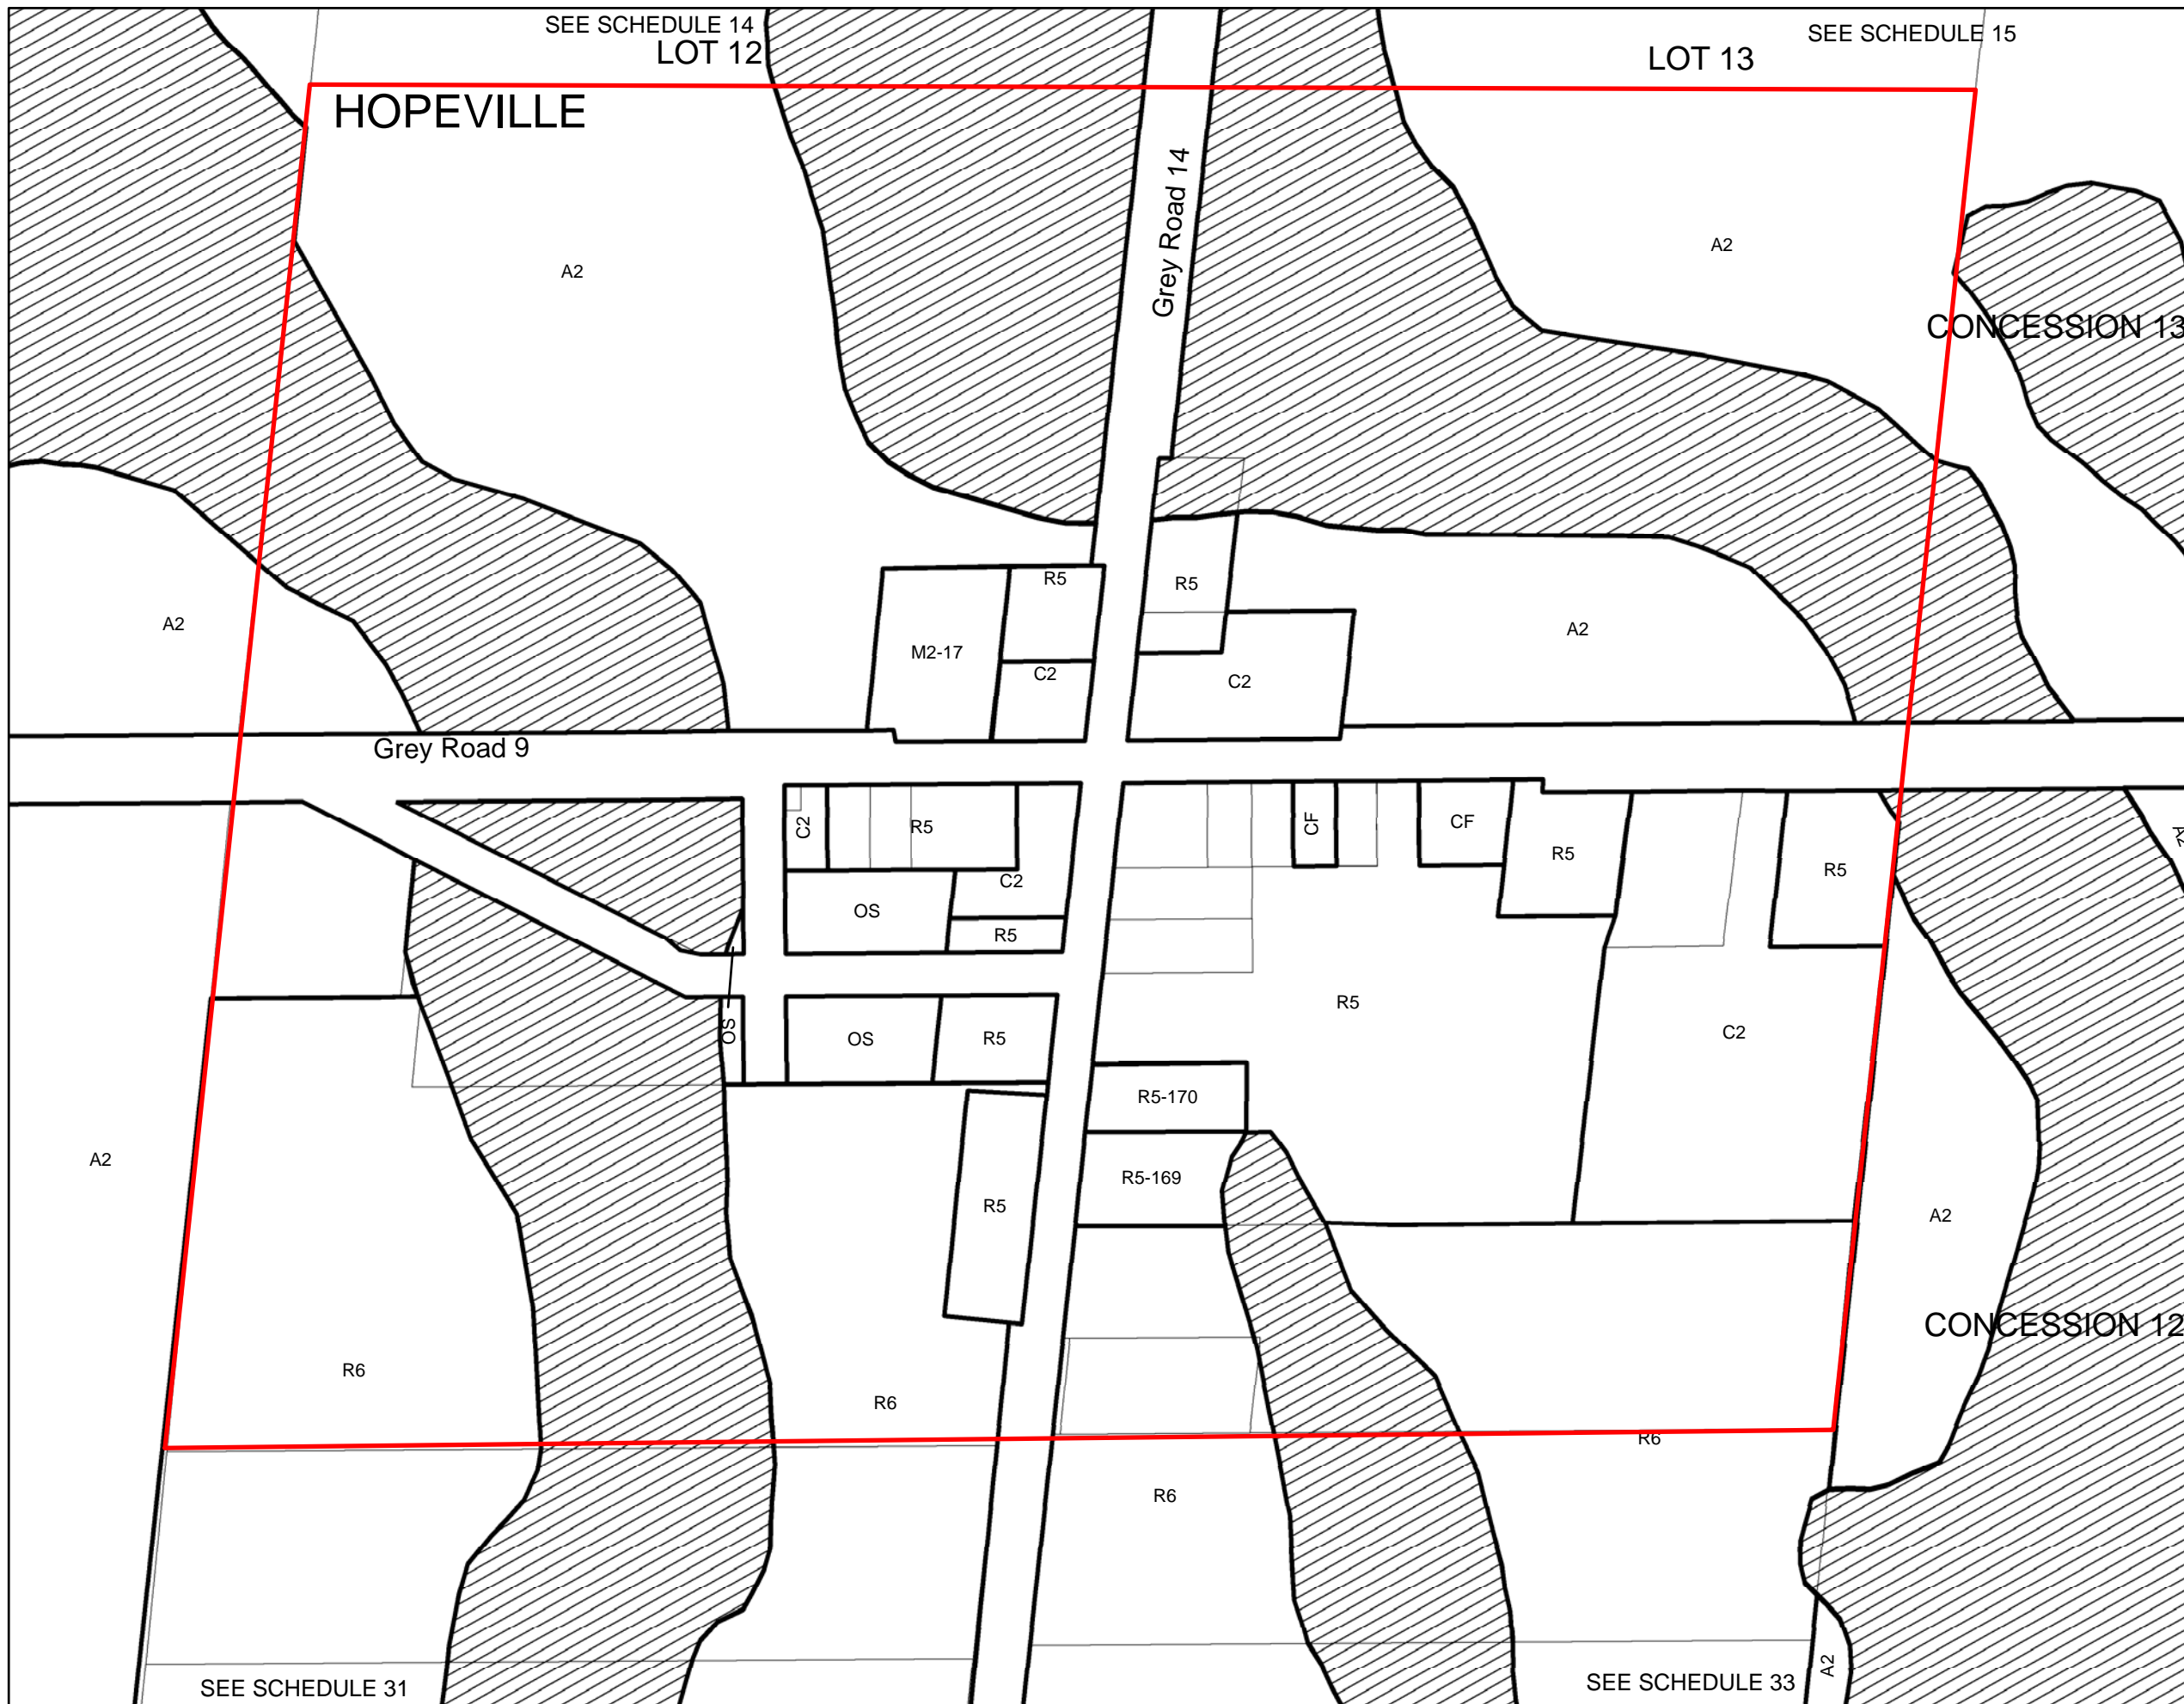 SEE SCHEDULE 14
SEE SCHEDULE 15
LOT 12
LOT 13
HOPEVILLE
Grey Road 14
A2
A2
CONCESSION 13
R5
R5
A2
A2
M2-17
C2
C2
Grey Road 9
C2
R5
CF
CF
A2
R5
R5
C2
OS
R5
R5
C2
OS
OS
R5
R5-170
A2
R5-169
R5
A2
CONCESSION 12
R6
R6
R6
R6
A2
SEE SCHEDULE 31
SEE SCHEDULE 33